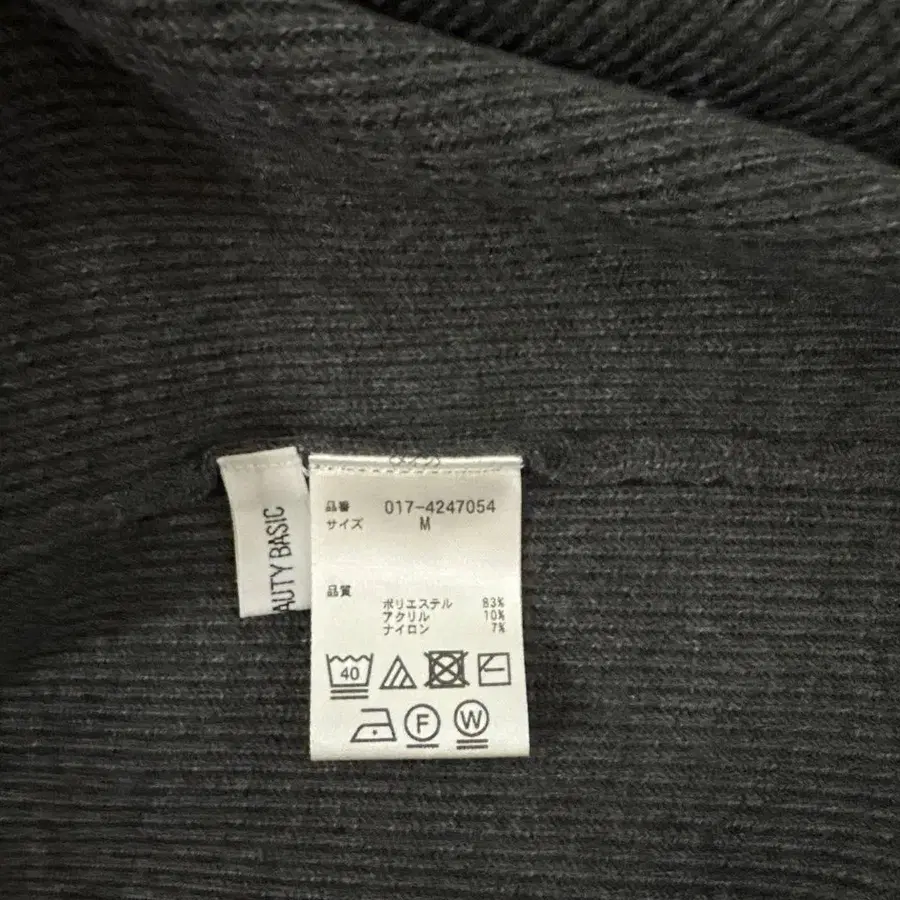 AUTY BASIC
品番 017-4247054
サイズ M
品質
ポリエステル 83%
アクリル 10%
ナイロン 7%
40
F W